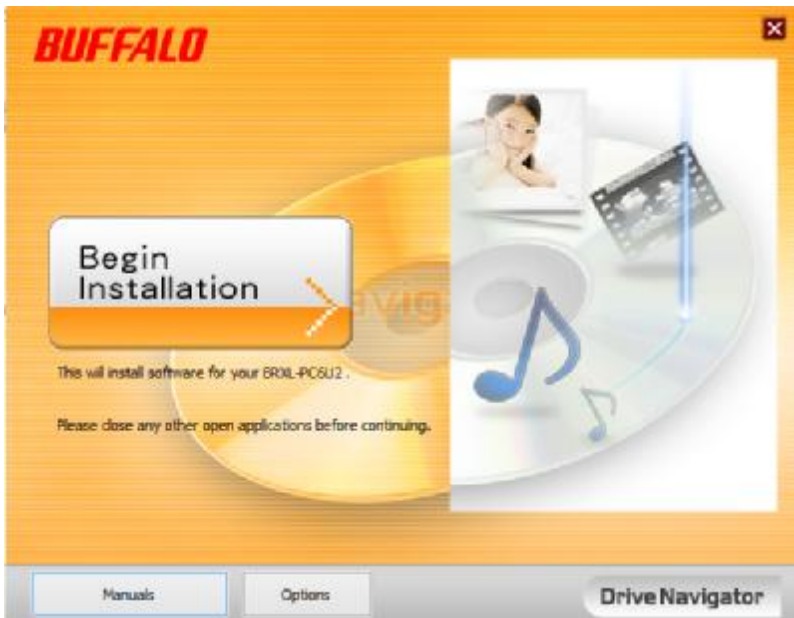 BUFFALO
Begin
Installation
This will install software for your BRXL-PC6U2 .
Please close any other open applications before continuing.
Manuals
Options
DriveNavigator